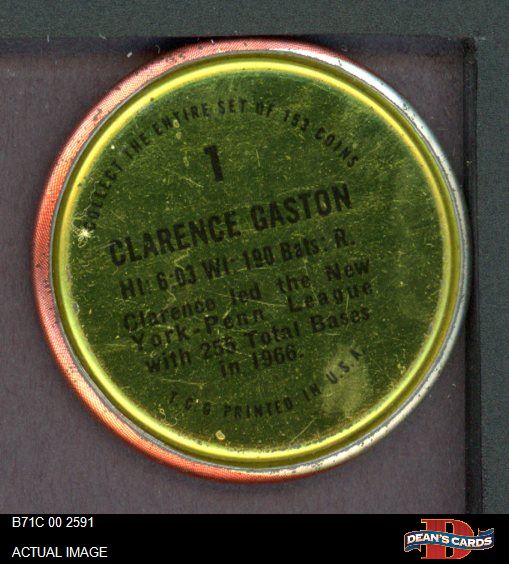 COLLECT THE ENTIRE SET OF 153 COINS
1
CLARENCE GASTON
Ht: 6-03 Wt: 190 Bats: R.
Clarence led the New
York-Penn League
with 255 Total Bases
in 1966.
T.C.G PRINTED IN U.S.A.
B71C 00 2591
ACTUAL IMAGE
D
DEAN'S CARDS